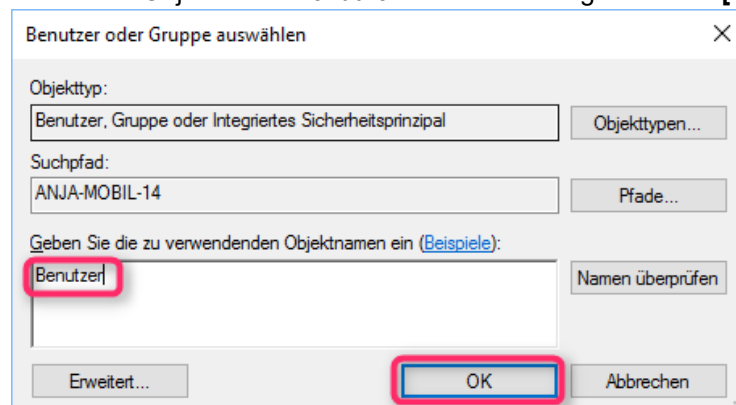 Benutzer oder Gruppe auswählen
Objekttyp:
Benutzer, Gruppe oder Integriertes Sicherheitsprinzipal
Objekttypen...
Suchpfad:
ANJA-MOBIL-14
Pfade...
Geben Sie die zu verwendenden Objektnamen ein (Beispiele):
Benutzer
Namen überprüfen
Erweitert...
OK
Abbrechen